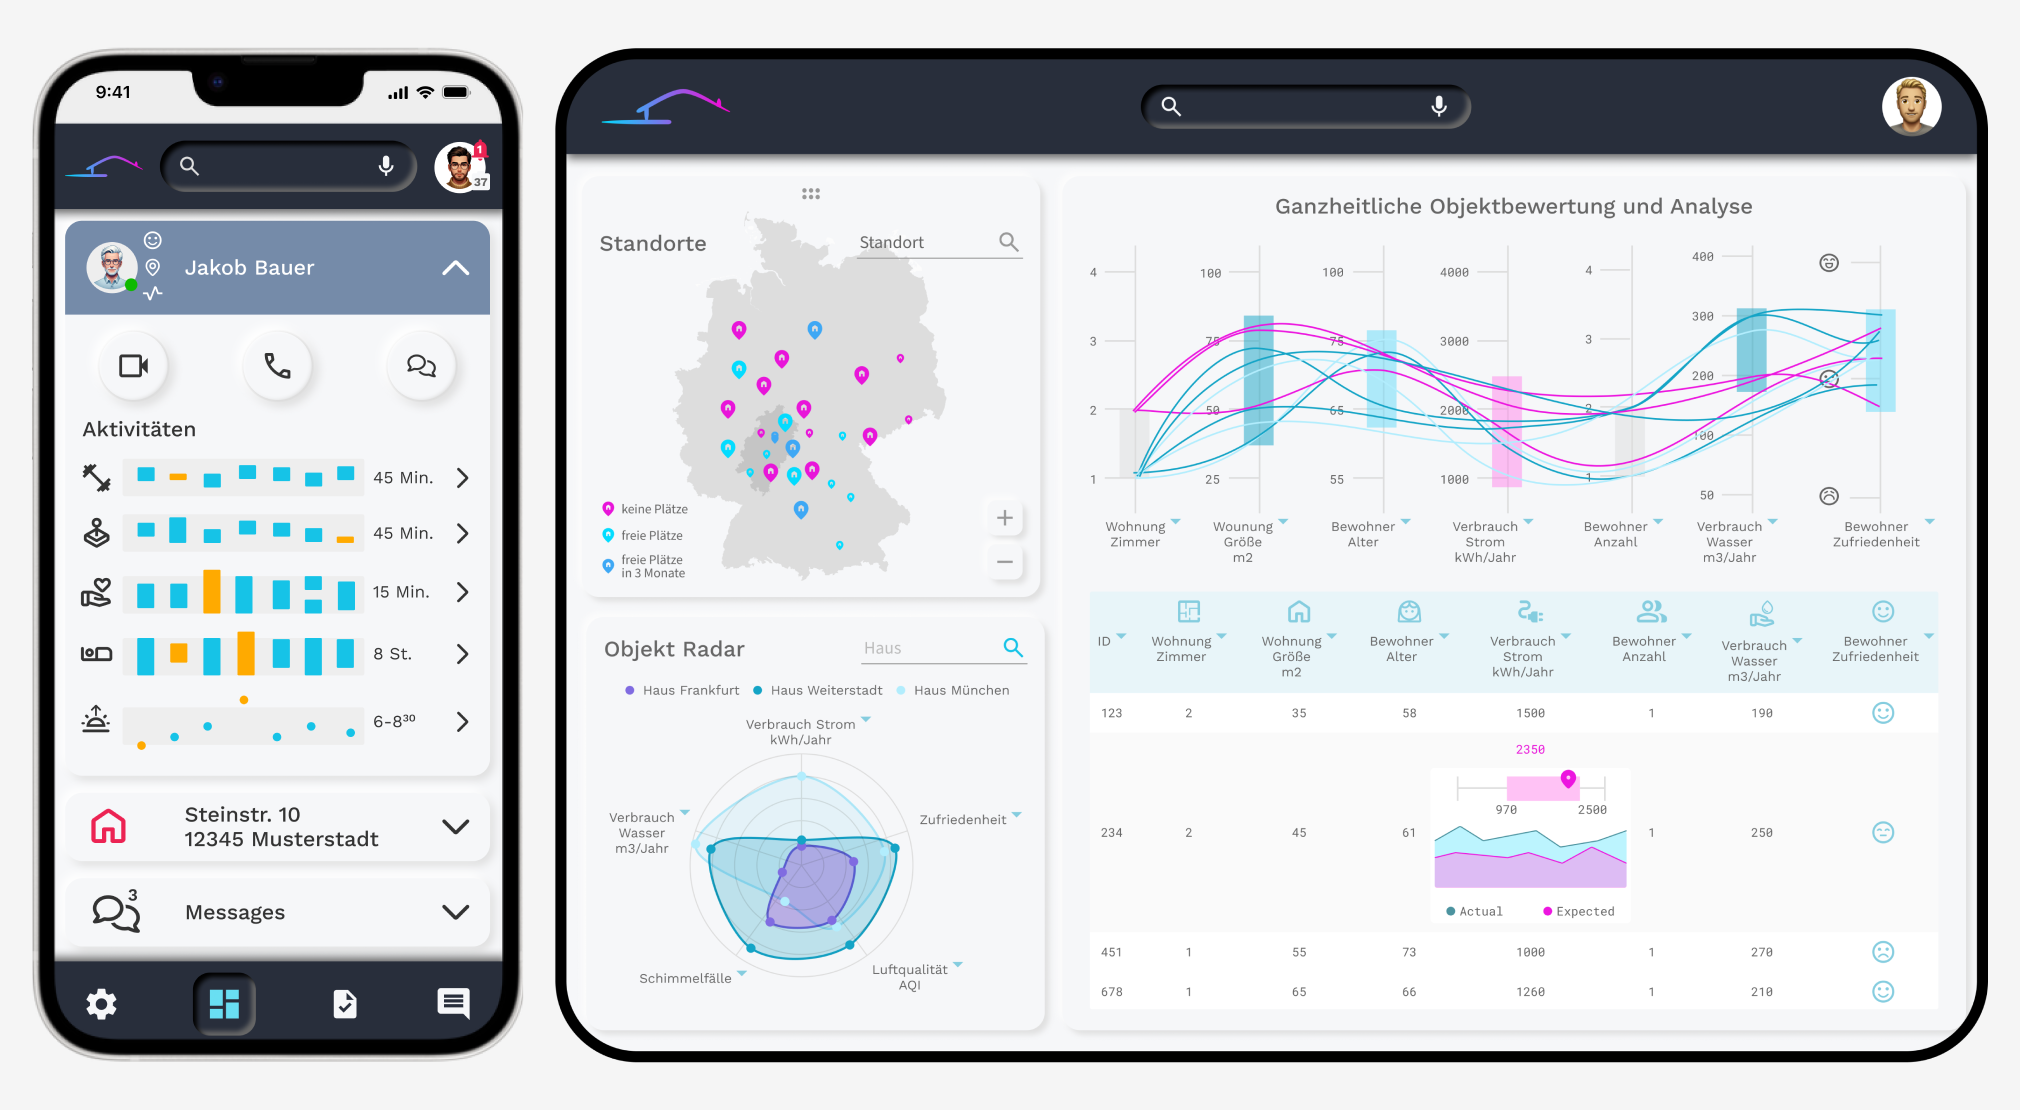 9:41
1
37
Jakob Bauer
Aktivitäten
45 Min.
45 Min.
15 Min.
8 St.
6-8³⁰
Steinstr. 10
12345 Musterstadt
3
Messages
Standorte
Standort
keine Plätze
freie Plätze
freie Plätze
in 3 Monate
+
−
Objekt Radar
Haus
Haus Frankfurt
Haus Weiterstadt
Haus München
Verbrauch Strom
kWh/Jahr
Verbrauch
Wasser
m3/Jahr
Zufriedenheit
Schimmelfälle
Luftqualität
AQI
Ganzheitliche Objektbewertung und Analyse
4
3
2
1
100
75
50
25
100
75
65
55
4000
3000
2000
1000
4
3
2
1
400
300
200
100
50
Wohnung
Zimmer
Wounung
Größe
m2
Bewohner
Alter
Verbrauch
Strom
kWh/Jahr
Bewohner
Anzahl
Verbrauch
Wasser
m3/Jahr
Bewohner
Zufriedenheit
ID
Wohnung
Zimmer
Wohnung
Größe
m2
Bewohner
Alter
Verbrauch
Strom
kWh/Jahr
Bewohner
Anzahl
Verbrauch
Wasser
m3/Jahr
Bewohner
Zufriedenheit
123 2 35 58 1500 1 190
2350
970 2500
234 2 45 61 1 250
Actual
Expected
451 1 55 73 1000 1 270
678 1 65 66 1260 1 210